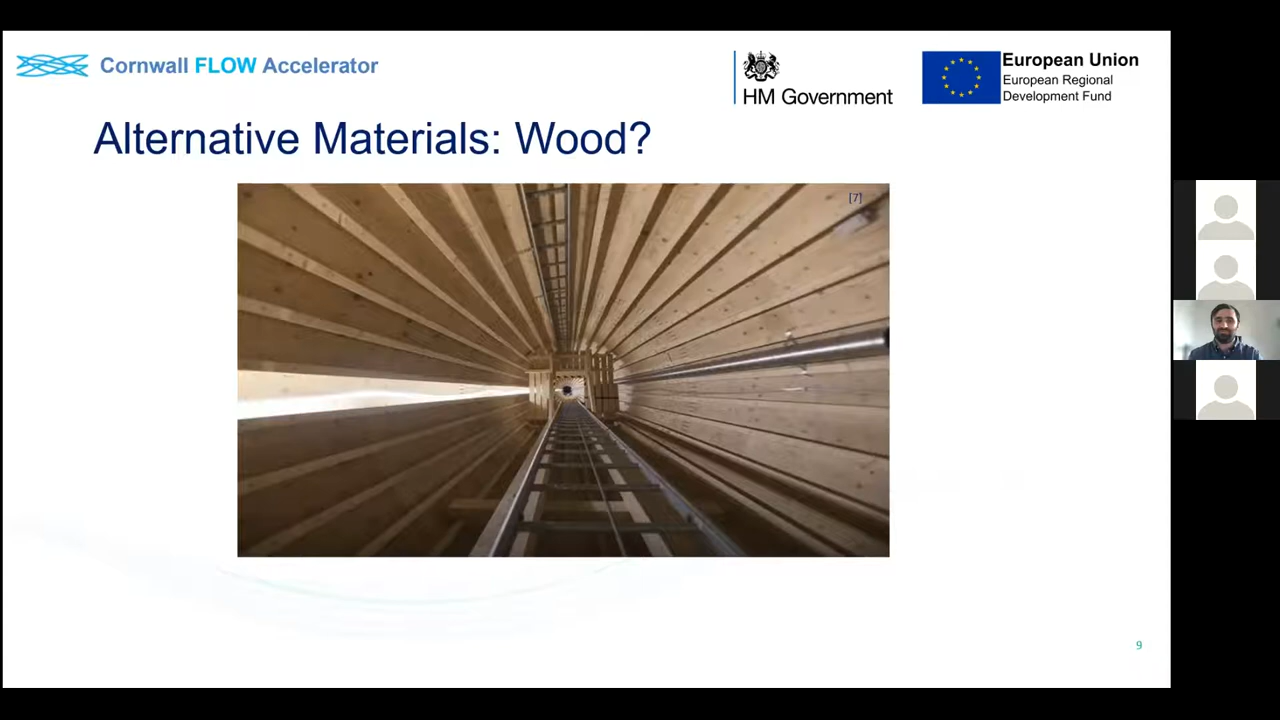 Cornwall FLOW Accelerator
HM Government
European Union
European Regional
Development Fund
Alternative Materials: Wood?
[7]
9